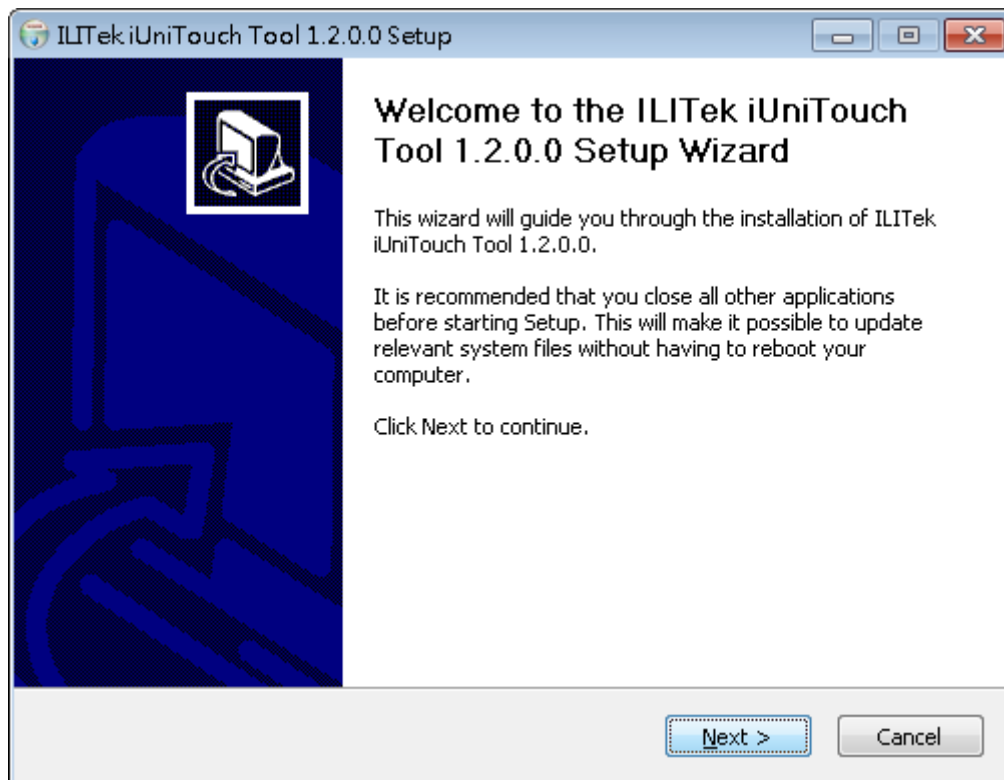 ILITek iUniTouch Tool 1.2.0.0 Setup
Welcome to the ILITek iUniTouch
Tool 1.2.0.0 Setup Wizard
This wizard will guide you through the installation of ILITek
iUniTouch Tool 1.2.0.0.
It is recommended that you close all other applications
before starting Setup. This will make it possible to update
relevant system files without having to reboot your
computer.
Click Next to continue.
Next >
Cancel